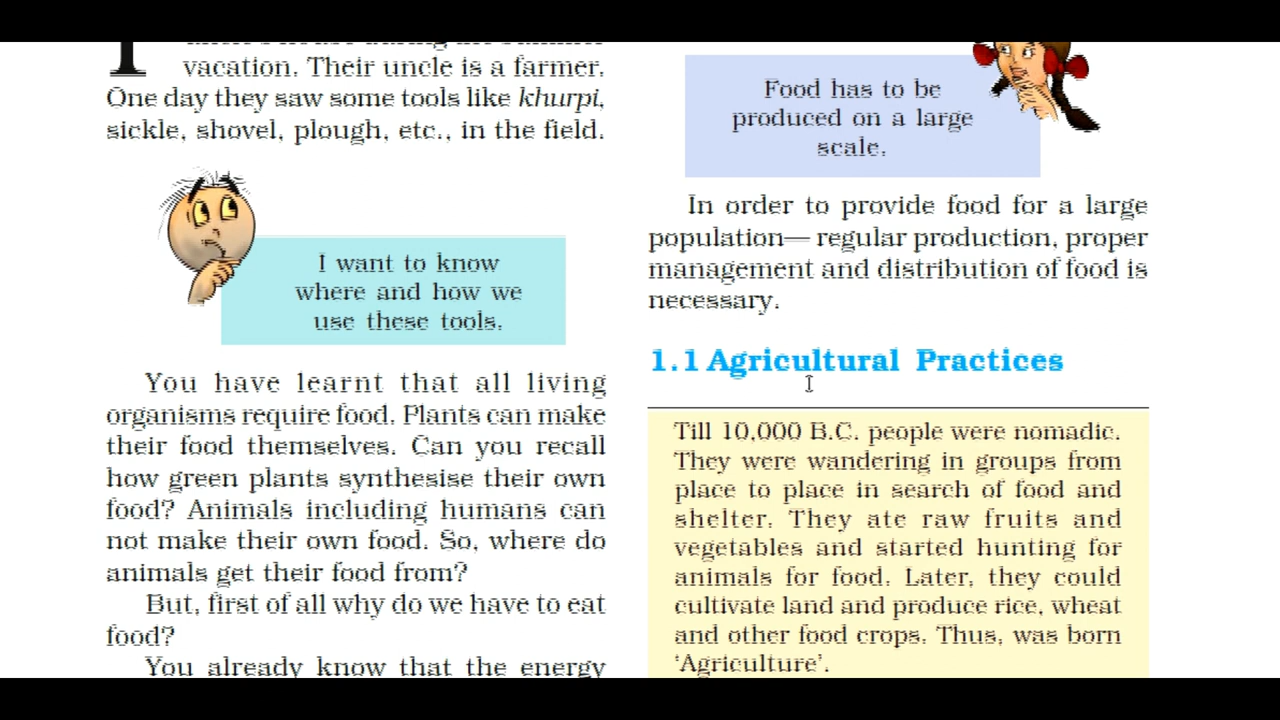 vacation. Their uncle is a farmer.
One day they saw some tools like khurpi,
sickle, shovel, plough, etc., in the field.
I want to know
where and how we
use these tools.
You have learnt that all living
organisms require food. Plants can make
their food themselves. Can you recall
how green plants synthesise their own
food? Animals including humans can
not make their own food. So, where do
animals get their food from?
But, first of all why do we have to eat
food?
You already know that the energy
Food has to be
produced on a large
scale.
In order to provide food for a large
population— regular production, proper
management and distribution of food is
necessary.
1.1 Agricultural Practices
Till 10,000 B.C. people were nomadic.
They were wandering in groups from
place to place in search of food and
shelter. They ate raw fruits and
vegetables and started hunting for
animals for food. Later, they could
cultivate land and produce rice, wheat
and other food crops. Thus, was born
‘Agriculture’.